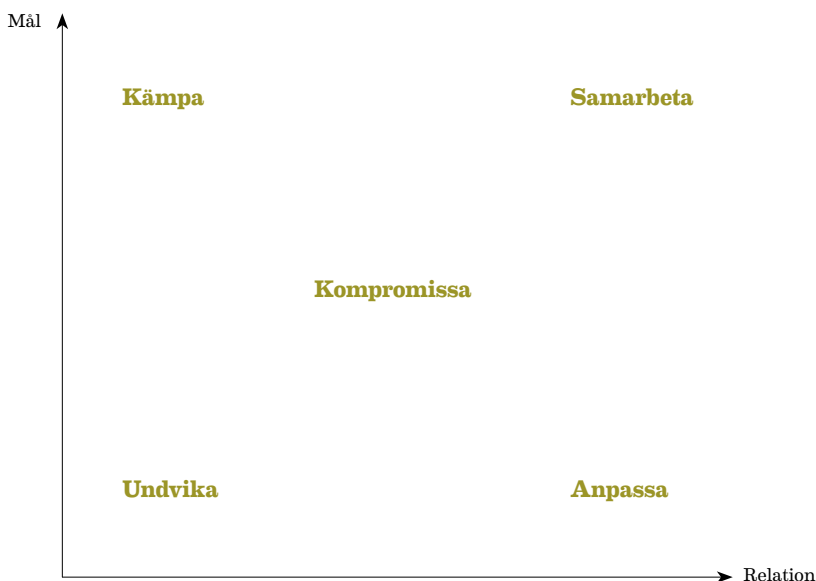 Mål
Kämpa
Samarbeta
Kompromissa
Undvika
Anpassa
Relation